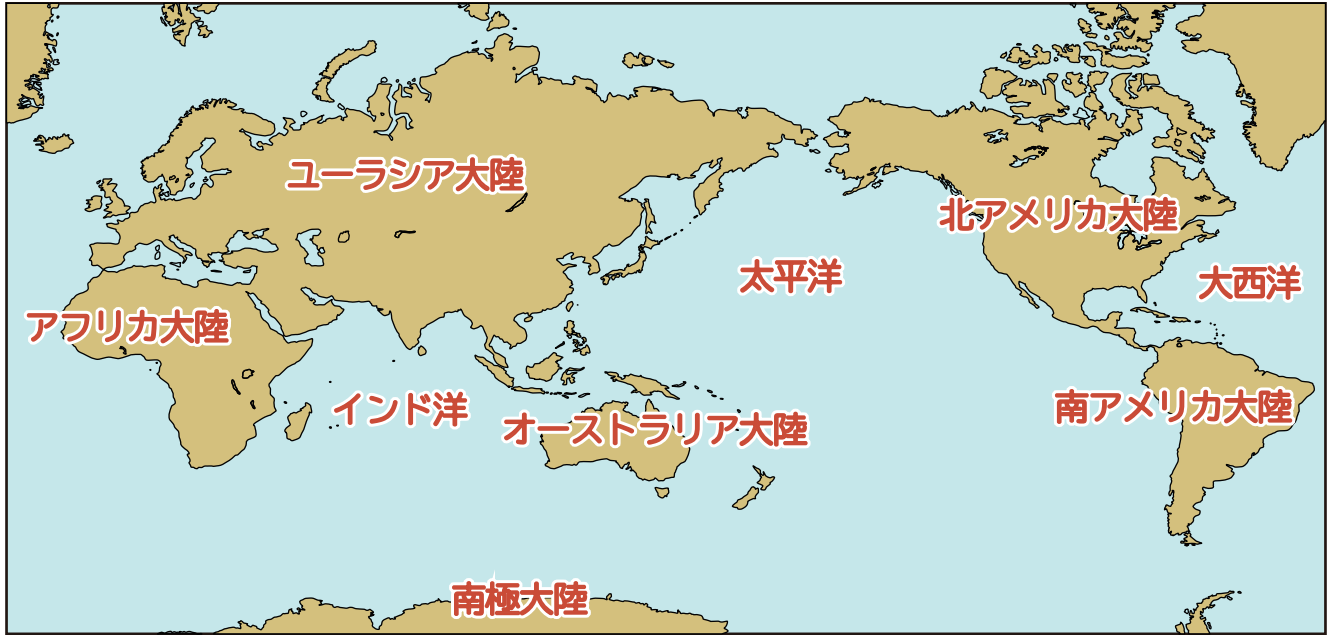 ユーラシア大陸
北アメリカ大陸
太平洋
大西洋
アフリカ大陸
インド洋
オーストラリア大陸
南アメリカ大陸
南極大陸